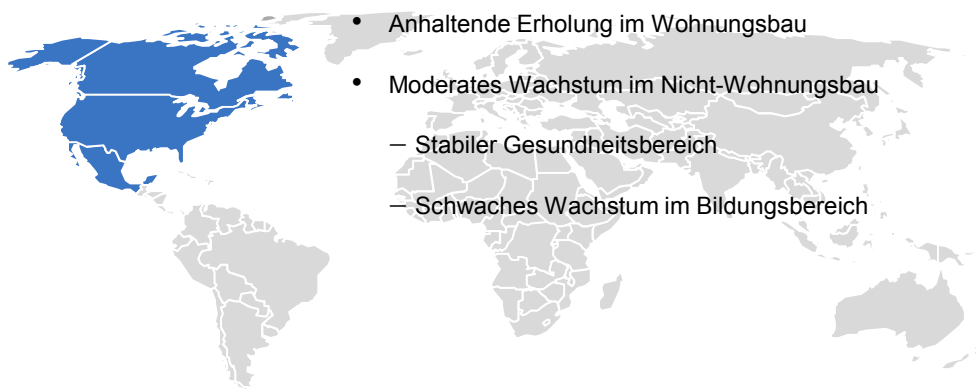 • Anhaltende Erholung im Wohnungsbau
• Moderates Wachstum im Nicht-Wohnungsbau
– Stabiler Gesundheitsbereich
– Schwaches Wachstum im Bildungsbereich